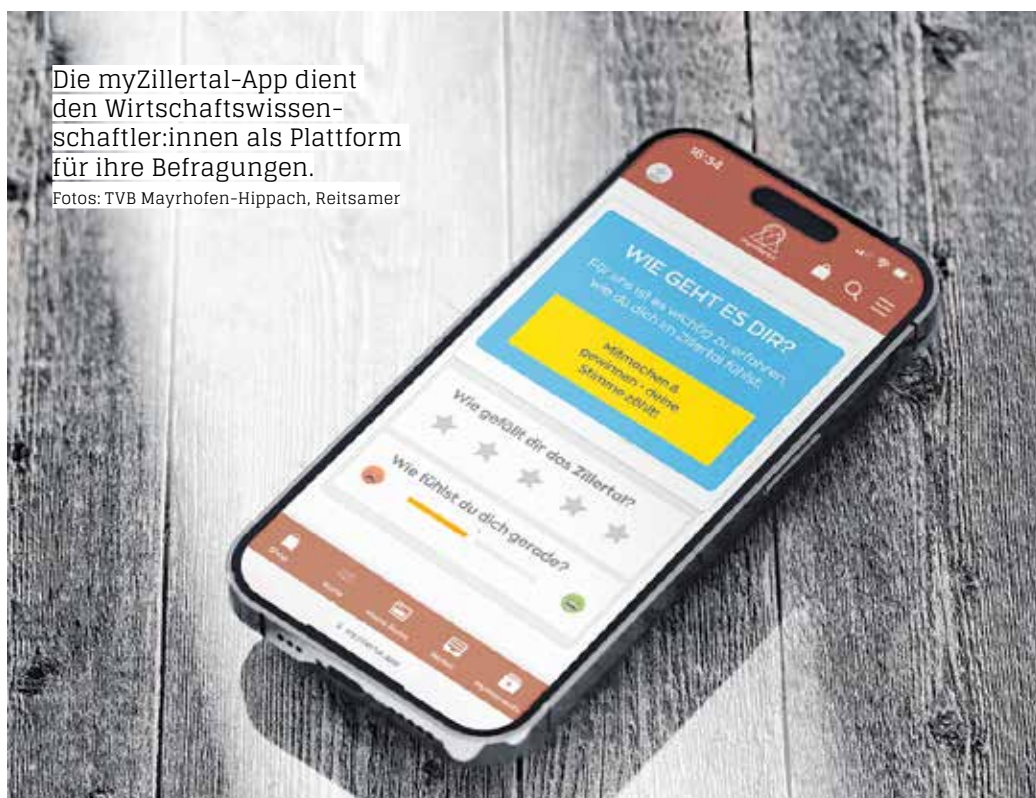 Die myZillertal-App dient
den Wirtschaftswissen-
schaftler:innen als Plattform
für ihre Befragungen.
Fotos: TVB Mayrhofen-Hippach, Reitsamer
16:34
WIE GEHT ES DIR?
Für uns ist es wichtig zu erfahren,
wie du dich im Zillertal fühlst.
Mitmachen &
gewinnen - deine
Stimme zählt!
Wie gefällt dir das Zillertal?
Wie fühlst du dich gerade?